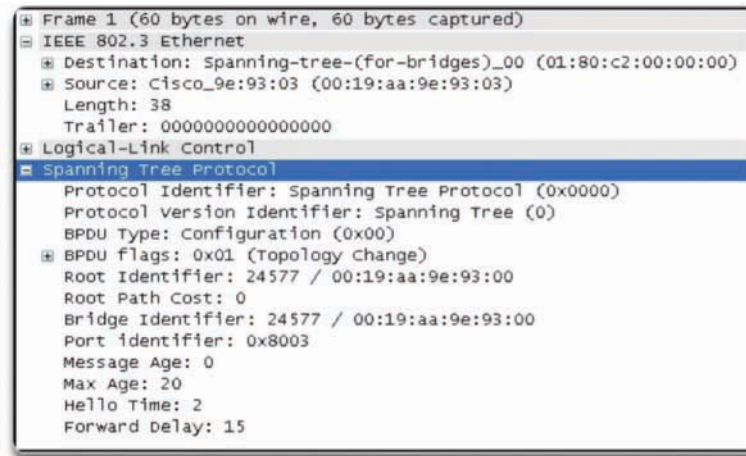 Frame 1 (60 bytes on wire, 60 bytes captured)
IEEE 802.3 Ethernet
Destination: Spanning-tree-(for-bridges)_00 (01:80:c2:00:00:00)
Source: Cisco_9e:93:03 (00:19:aa:9e:93:03)
Length: 38
Trailer: 0000000000000000
Logical-Link Control
Spanning Tree Protocol
Protocol Identifier: Spanning Tree Protocol (0x0000)
Protocol Version Identifier: Spanning Tree (0)
BPDU Type: Configuration (0x00)
BPDU flags: 0x01 (Topology Change)
Root Identifier: 24577 / 00:19:aa:9e:93:00
Root Path Cost: 0
Bridge Identifier: 24577 / 00:19:aa:9e:93:00
Port identifier: 0x8003
Message Age: 0
Max Age: 20
Hello Time: 2
Forward Delay: 15